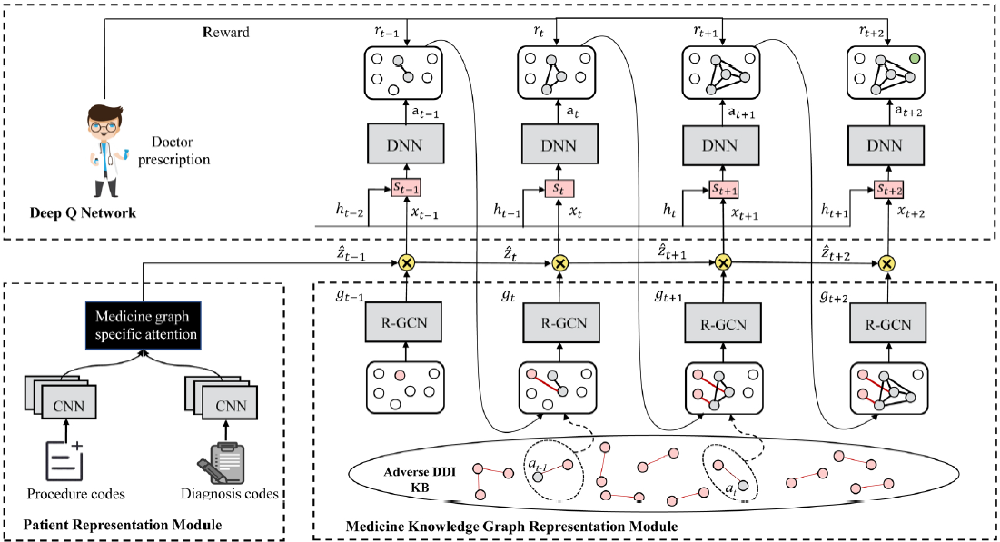 Reward
r_{t-1}
r_t
r_{t+1}
r_{t+2}
a_{t-1}
a_t
a_{t+1}
a_{t+2}
Doctor
prescription
DNN
DNN
DNN
DNN
s_{t-1}
s_t
s_{t+1}
s_{t+2}
Deep Q Network
h_{t-2}
x_{t-1}
h_{t-1}
x_t
h_t
x_{t+1}
h_{t+1}
x_{t+2}
ẑ_{t-1}
ẑ_t
ẑ_{t+1}
ẑ_{t+2}
g_{t-1}
g_t
g_{t+1}
g_{t+2}
Medicine graph
specific attention
R-GCN
R-GCN
R-GCN
R-GCN
CNN
CNN
Procedure codes
Diagnosis codes
Patient Representation Module
Adverse DDI
KB
a_{t-1}
a_t
Medicine Knowledge Graph Representation Module